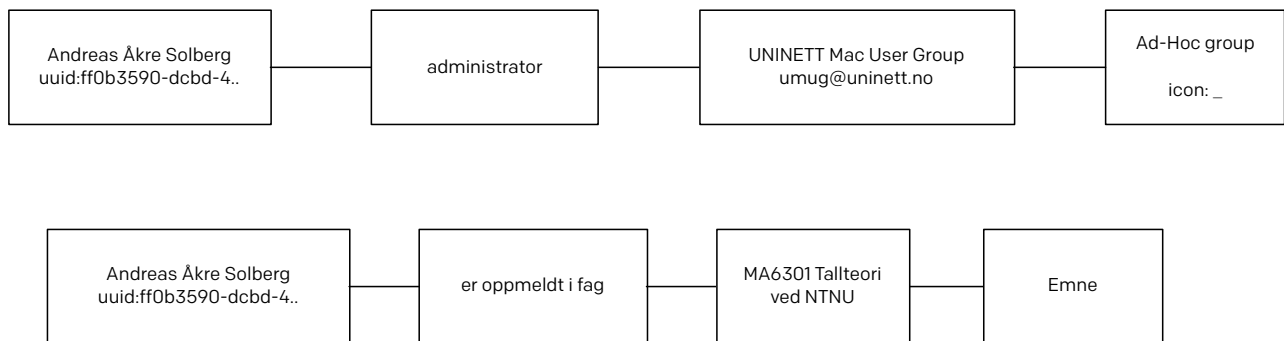 Andreas Åkre Solberg
uuid:ff0b3590-dcbd-4..
administrator
UNINETT Mac User Group
umug@uninett.no
Ad-Hoc group
icon: _
Andreas Åkre Solberg
uuid:ff0b3590-dcbd-4..
er oppmeldt i fag
MA6301 Tallteori
ved NTNU
Emne